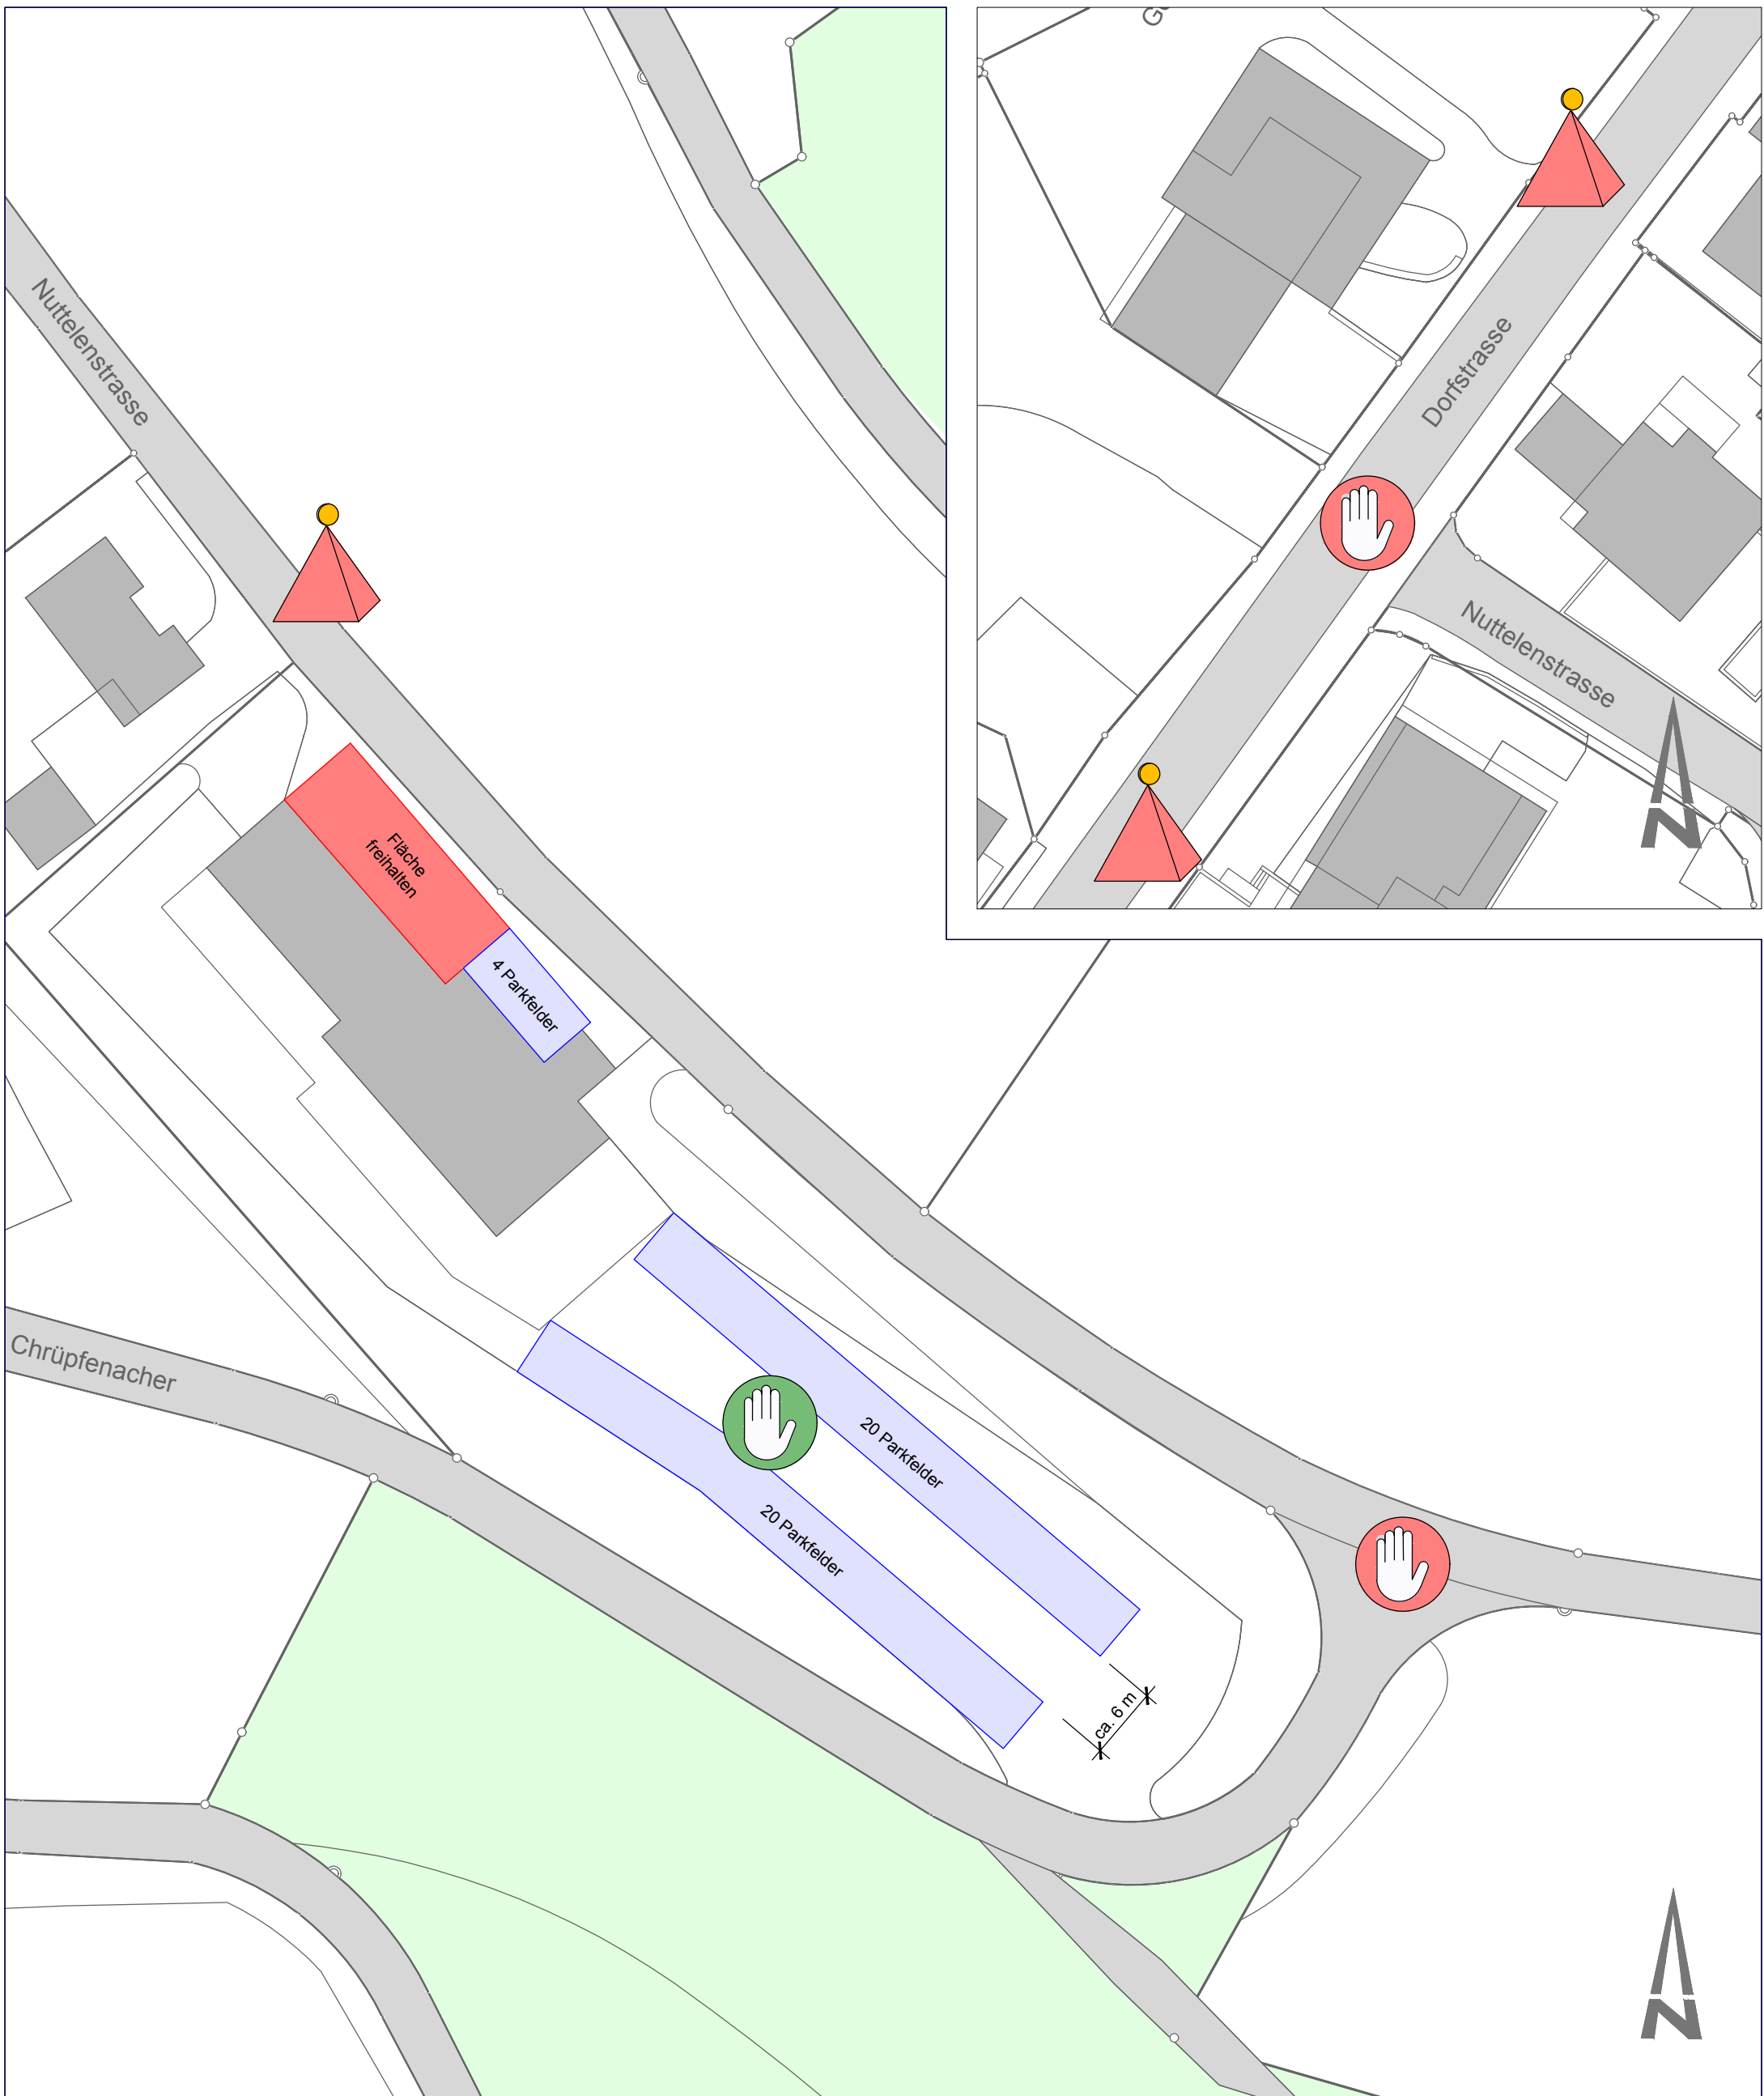 Nuttelenstrasse
Dorfstrasse
Nuttelenstrasse
N
Fläche
freihalten
4 Parkfelder
Chrüpfenacher
20 Parkfelder
20 Parkfelder
ca. 6 m
N